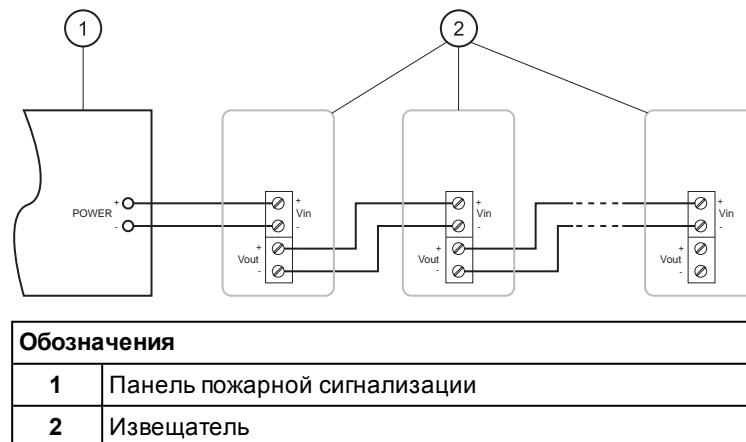 1 2
POWER + -
+ Vin -
+ Vout -
+ Vin -
+ Vout -
+ Vin -
+ Vout -
Обозначения
1 Панель пожарной сигнализации
2 Извещатель